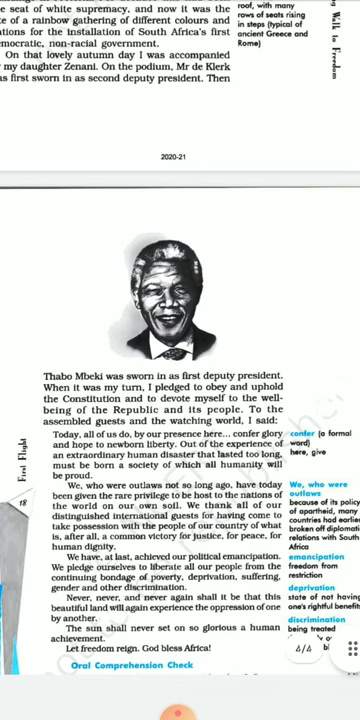 e seat of white supremacy, and now it was the
te of a rainbow gathering of different colours and
ations for the installation of South Africa's first
emocratic, non-racial government.
On that lovely autumn day I was accompanied
my daughter Zenani. On the podium, Mr de Klerk
as first sworn in as second deputy president. Then
roof, with many
rows of seats rising
in steps (typical of
ancient Greece and
Rome)
g Walk to Freedom
2020-21
Thabo Mbeki was sworn in as first deputy president.
When it was my turn, I pledged to obey and uphold
the Constitution and to devote myself to the well-
being of the Republic and its people. To the
assembled guests and the watching world, I said:
Today, all of us do, by our presence here... confer glory
and hope to newborn liberty. Out of the experience of
an extraordinary human disaster that lasted too long,
must be born a society of which all humanity will
be proud.
We, who were outlaws not so long ago, have today
been given the rare privilege to be host to the nations of
the world on our own soil. We thank all of our
distinguished international guests for having come to
take possession with the people of our country of what
is, after all, a common victory for justice, for peace, for
human dignity.
We have, at last, achieved our political emancipation.
We pledge ourselves to liberate all our people from the
continuing bondage of poverty, deprivation, suffering,
gender and other discrimination.
Never, never, and never again shall it be that this
beautiful land will again experience the oppression of one
by another.
The sun shall never set on so glorious a human
achievement.
Let freedom reign. God bless Africa!
Oral Comprehension Check
First Flight
18
confer (a formal
word)
here, give
We, who were
outlaws
because of its policy
of apartheid, many
countries had earlier
broken off diplomati
relations with South
Africa
emancipation
freedom from
restriction
deprivation
state of not having
one's rightful benefits
discrimination
being treated
4/4